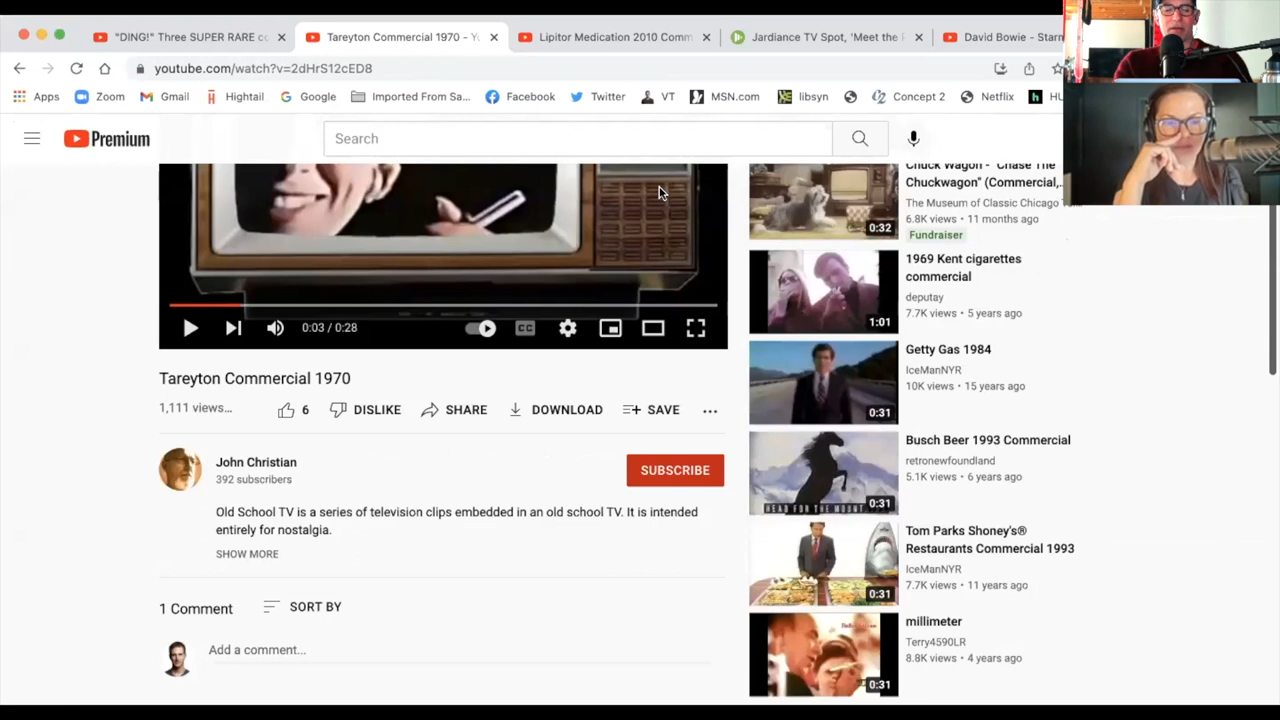 "DING!" Three SUPER RARE co
Tareyton Commercial 1970 - Yo
Lipitor Medication 2010 Comm
Jardiance TV Spot, 'Meet the
David Bowie - Starn
youtube.com/watch?v=2dHrS12cED8
Apps
Zoom
Gmail
Hightail
Google
Imported From Sa...
Facebook
Twitter
VT
MSN.com
libsyn
Concept 2
Netflix
HU
Premium
Search
Chuck Wagon - "Chase The
Chuckwagon" (Commercial,...
The Museum of Classic Chicago T...
6.8K views • 11 months ago
Fundraiser
0:32
1969 Kent cigarettes
commercial
deputay
7.7K views • 5 years ago
1:01
0:03 / 0:28
CC
Getty Gas 1984
IceManNYR
10K views • 15 years ago
0:31
Tareyton Commercial 1970
1,111 views...
6
DISLIKE
SHARE
DOWNLOAD
SAVE
Busch Beer 1993 Commercial
retronewfoundland
5.1K views • 6 years ago
HEAD FOR THE MOUNT
0:31
John Christian
392 subscribers
SUBSCRIBE
Old School TV is a series of television clips embedded in an old school TV. It is intended
entirely for nostalgia.
SHOW MORE
Tom Parks Shoney's®
Restaurants Commercial 1993
IceManNYR
7.7K views • 11 years ago
0:31
1 Comment
SORT BY
Add a comment...
millimeter
Terry4590LR
8.8K views • 4 years ago
0:31